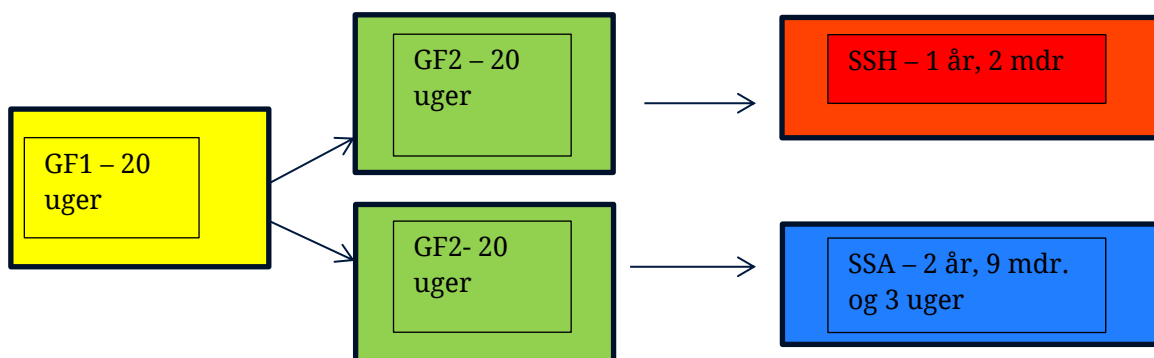 GF1 – 20
uger
GF2 – 20
uger
GF2- 20
uger
SSH – 1 år, 2 mdr
SSA – 2 år, 9 mdr.
og 3 uger